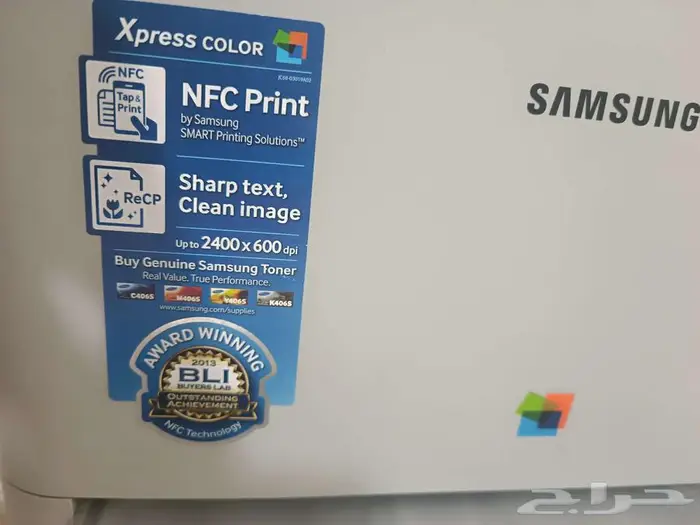 Xpress COLOR
NFC
Tap &
Print
NFC Print
by Samsung
SMART Printing Solutions™
ReCP
Sharp text,
Clean image
Up to 2400 x 600 dpi
Buy Genuine Samsung Toner
Real Value. True Performance.
C406S M406S Y406S K406S
www.samsung.com/supplies
AWARD WINNING
2013
BLI
BUYERS LAB
OUTSTANDING
ACHIEVEMENT
NFC Technology
SAMSUNG
حراج